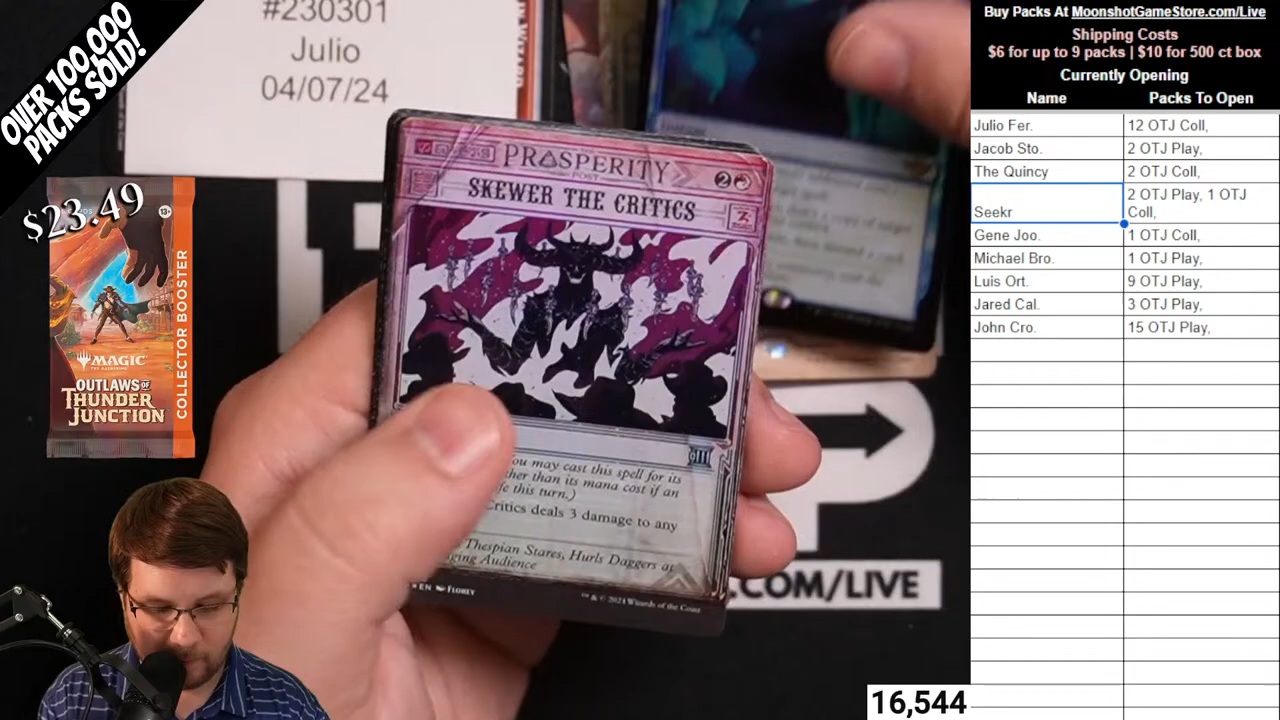 OVER 100,000
PACKS SOLD!
#230301
Julio
04/07/24
$23.49
13+
MAGIC
THE GATHERING
OUTLAWS OF
THUNDER
JUNCTION
COLLECTOR BOOSTER
PROSPERITY
POST
SKEWER THE CRITICS
2
you may cast this spell for its
than its mana cost if an
this turn.)
Critics deals 3 damage to any
Thespian Stares, Hurls Daggers at
Audience
EN FLOREY
™ & © 2024 Wizards of the Coast
.COM/LIVE
16,544
Buy Packs At MoonshotGameStore.com/Live
Shipping Costs
$6 for up to 9 packs | $10 for 500 ct box
Currently Opening
Name Packs To Open
Julio Fer. 12 OTJ Coll,
Jacob Sto. 2 OTJ Play,
The Quincy 2 OTJ Coll,
Seekr 2 OTJ Play, 1 OTJ
Coll,
Gene Joo. 1 OTJ Coll,
Michael Bro. 1 OTJ Play,
Luis Ort. 9 OTJ Play,
Jared Cal. 3 OTJ Play,
John Cro. 15 OTJ Play,